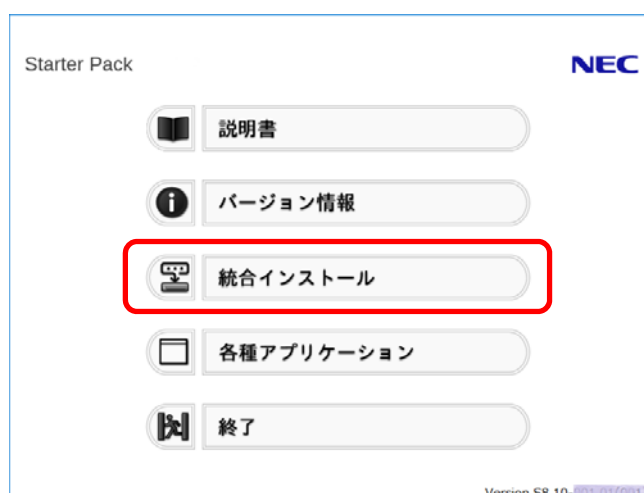 Starter Pack
NEC
説明書
バージョン情報
統合インストール
各種アプリケーション
終了
Version S8.10-